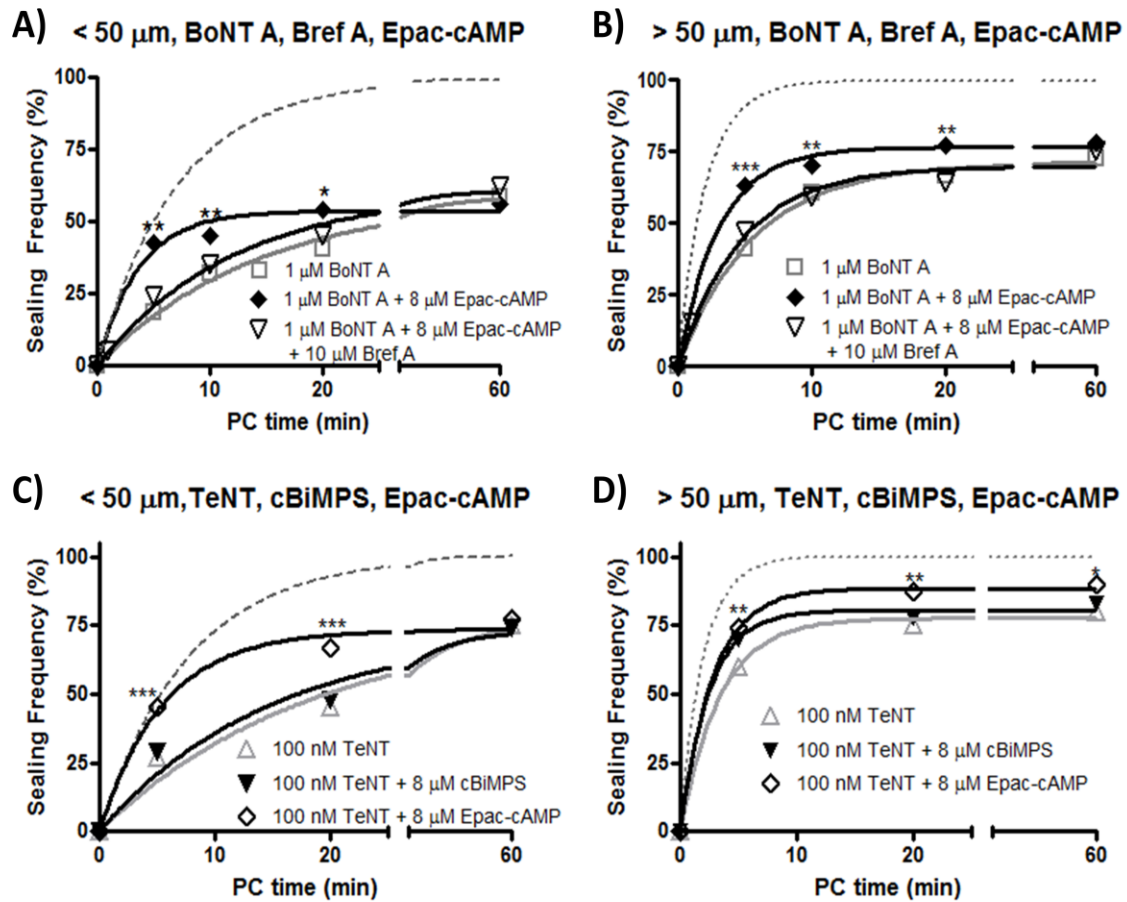 A) < 50 μm, BoNT A, Bref A, Epac-cAMP
Sealing Frequency (%)
100
75
50
25
0
** ** *
1 μM BoNT A
1 μM BoNT A + 8 μM Epac-cAMP
1 μM BoNT A + 8 μM Epac-cAMP
+ 10 μM Bref A
0 10 20 60
PC time (min)
B) > 50 μm, BoNT A, Bref A, Epac-cAMP
Sealing Frequency (%)
100
75
50
25
0
*** ** **
1 μM BoNT A
1 μM BoNT A + 8 μM Epac-cAMP
1 μM BoNT A + 8 μM Epac-cAMP
+ 10 μM Bref A
0 10 20 60
PC time (min)
C) < 50 μm,TeNT, cBiMPS, Epac-cAMP
Sealing Frequency (%)
100
75
50
25
0
*** ***
100 nM TeNT
100 nM TeNT + 8 μM cBiMPS
100 nM TeNT + 8 μM Epac-cAMP
0 10 20 60
PC time (min)
D) > 50 μm, TeNT, cBiMPS, Epac-cAMP
Sealing Frequency (%)
100
75
50
25
0
** ** *
100 nM TeNT
100 nM TeNT + 8 μM cBiMPS
100 nM TeNT + 8 μM Epac-cAMP
0 10 20 60
PC time (min)